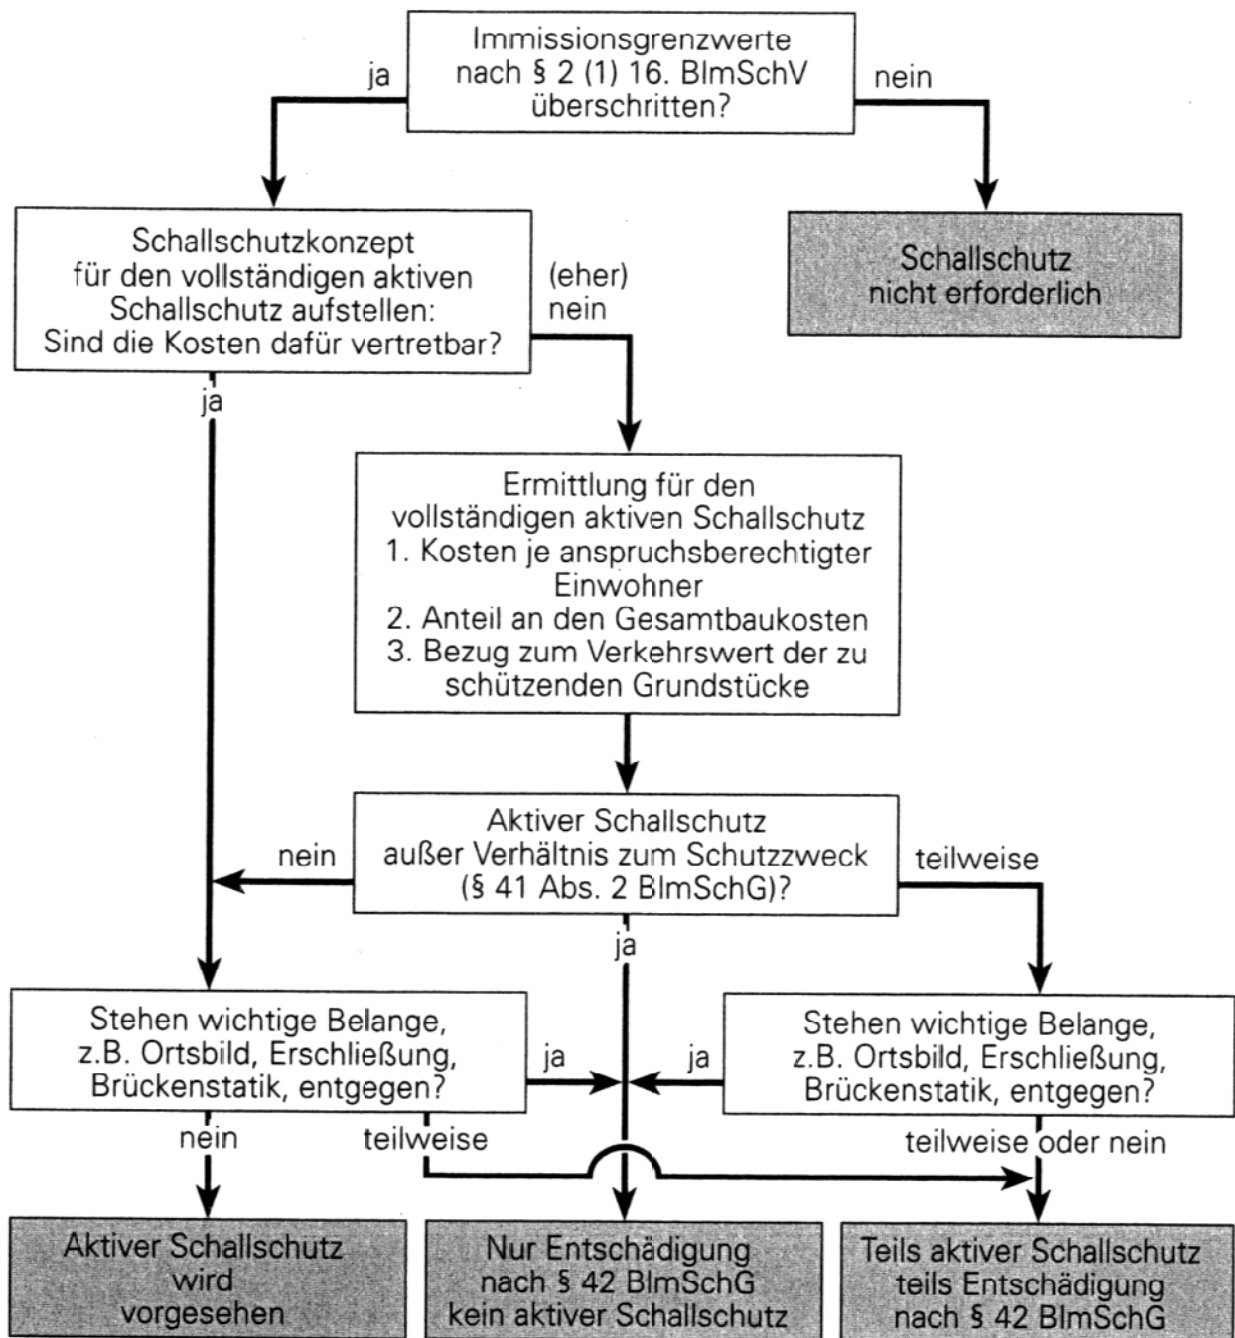 Immissionsgrenzwerte
nach § 2 (1) 16. BImSchV
überschritten?
ja
nein
Schallschutzkonzept
für den vollständigen aktiven
Schallschutz aufstellen:
Sind die Kosten dafür vertretbar?
(eher)
nein
Schallschutz
nicht erforderlich
ja
Ermittlung für den
vollständigen aktiven Schallschutz
1. Kosten je anspruchsberechtigter
Einwohner
2. Anteil an den Gesamtbaukosten
3. Bezug zum Verkehrswert der zu
schützenden Grundstücke
Aktiver Schallschutz
außer Verhältnis zum Schutzzweck
(§ 41 Abs. 2 BImSchG)?
nein
teilweise
ja
Stehen wichtige Belange,
z.B. Ortsbild, Erschließung,
Brückenstatik, entgegen?
ja
ja
Stehen wichtige Belange,
z.B. Ortsbild, Erschließung,
Brückenstatik, entgegen?
nein
teilweise
teilweise oder nein
Aktiver Schallschutz
wird
vorgesehen
Nur Entschädigung
nach § 42 BImSchG
kein aktiver Schallschutz
Teils aktiver Schallschutz
teils Entschädigung
nach § 42 BImSchG